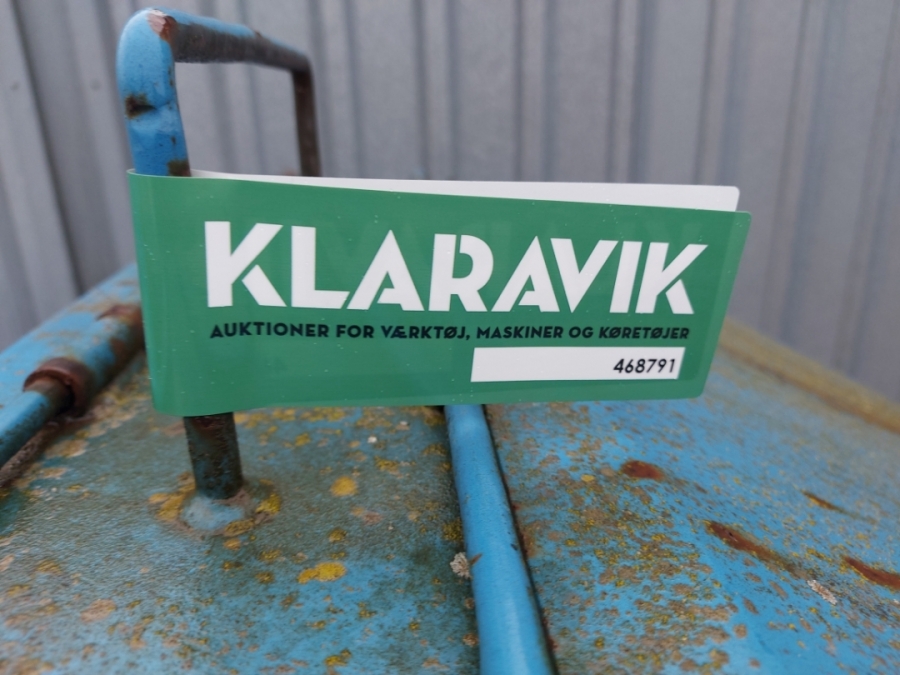 KLARAVIK
AUKTIONER FOR VÆRKTØJ, MASKINER OG KØRETØJER
468791